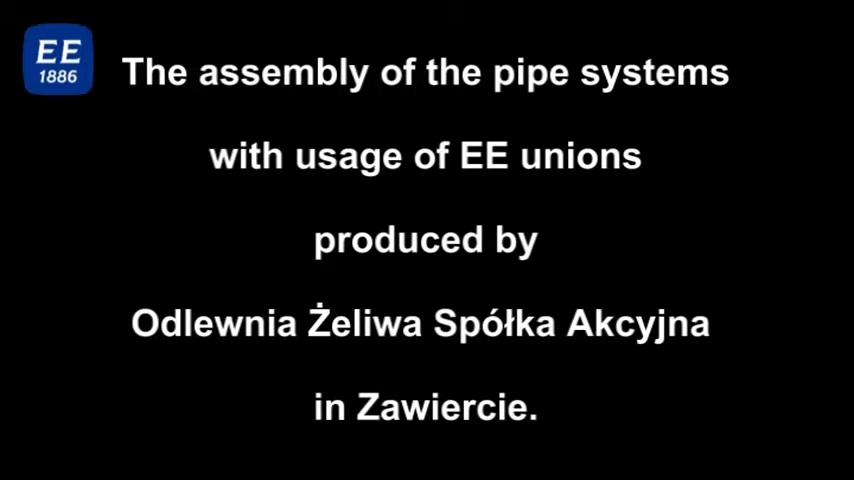 EE
1886
The assembly of the pipe systems
with usage of EE unions
produced by
Odlewnia Żeliwa Spółka Akcyjna
in Zawiercie.